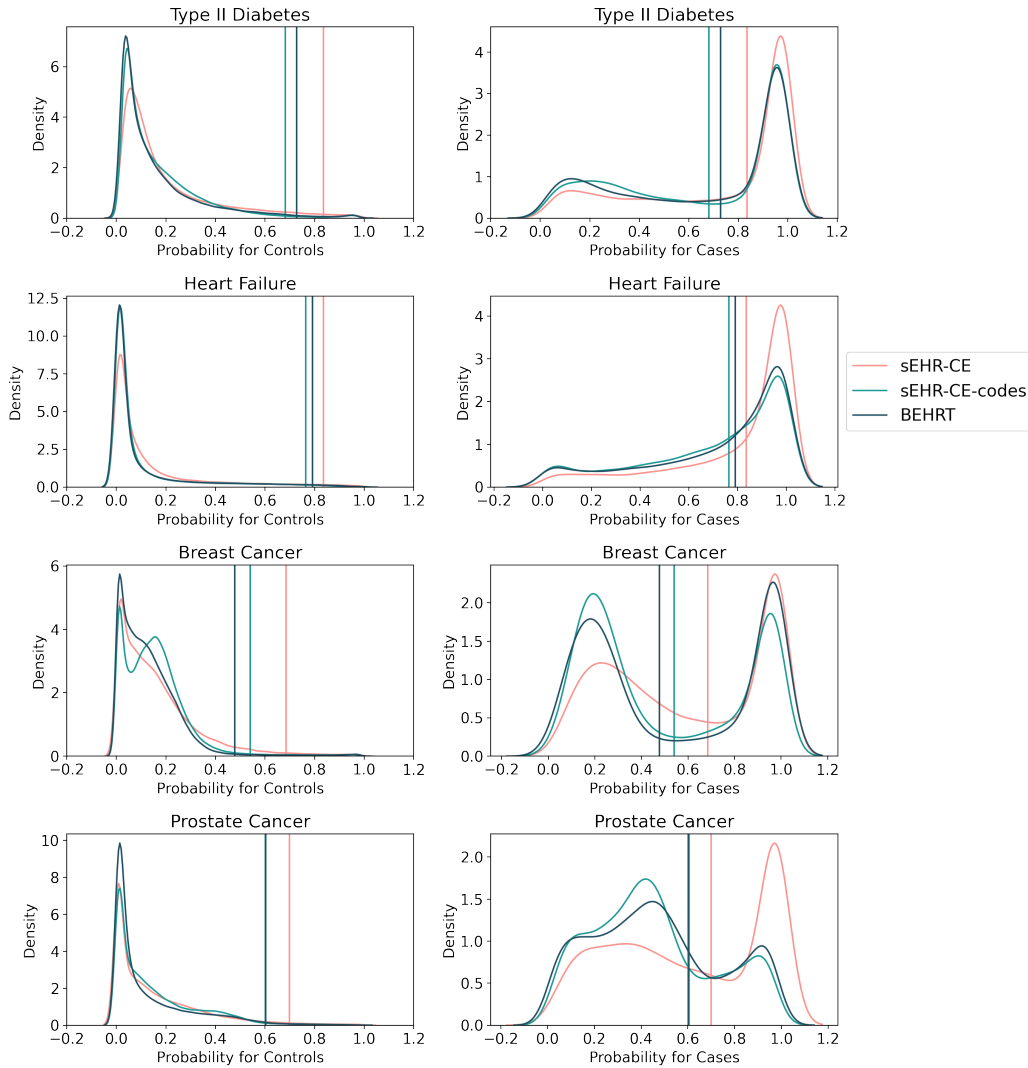 Type II Diabetes
Density
6
4
2
0
−0.2 0.0 0.2 0.4 0.6 0.8 1.0 1.2
Probability for Controls
Type II Diabetes
Density
4
3
2
1
0
−0.2 0.0 0.2 0.4 0.6 0.8 1.0 1.2
Probability for Cases
Heart Failure
Density
12.5
10.0
7.5
5.0
2.5
0.0
−0.2 0.0 0.2 0.4 0.6 0.8 1.0 1.2
Probability for Controls
Heart Failure
Density
4
3
2
1
0
−0.2 0.0 0.2 0.4 0.6 0.8 1.0 1.2
Probability for Cases
sEHR-CE
sEHR-CE-codes
BEHRT
Breast Cancer
Density
6
4
2
0
−0.2 0.0 0.2 0.4 0.6 0.8 1.0 1.2
Probability for Controls
Breast Cancer
Density
2.0
1.5
1.0
0.5
0.0
−0.2 0.0 0.2 0.4 0.6 0.8 1.0 1.2
Probability for Cases
Prostate Cancer
Density
10
8
6
4
2
0
−0.2 0.0 0.2 0.4 0.6 0.8 1.0 1.2
Probability for Controls
Prostate Cancer
Density
2.0
1.5
1.0
0.5
0.0
−0.2 0.0 0.2 0.4 0.6 0.8 1.0 1.2
Probability for Cases